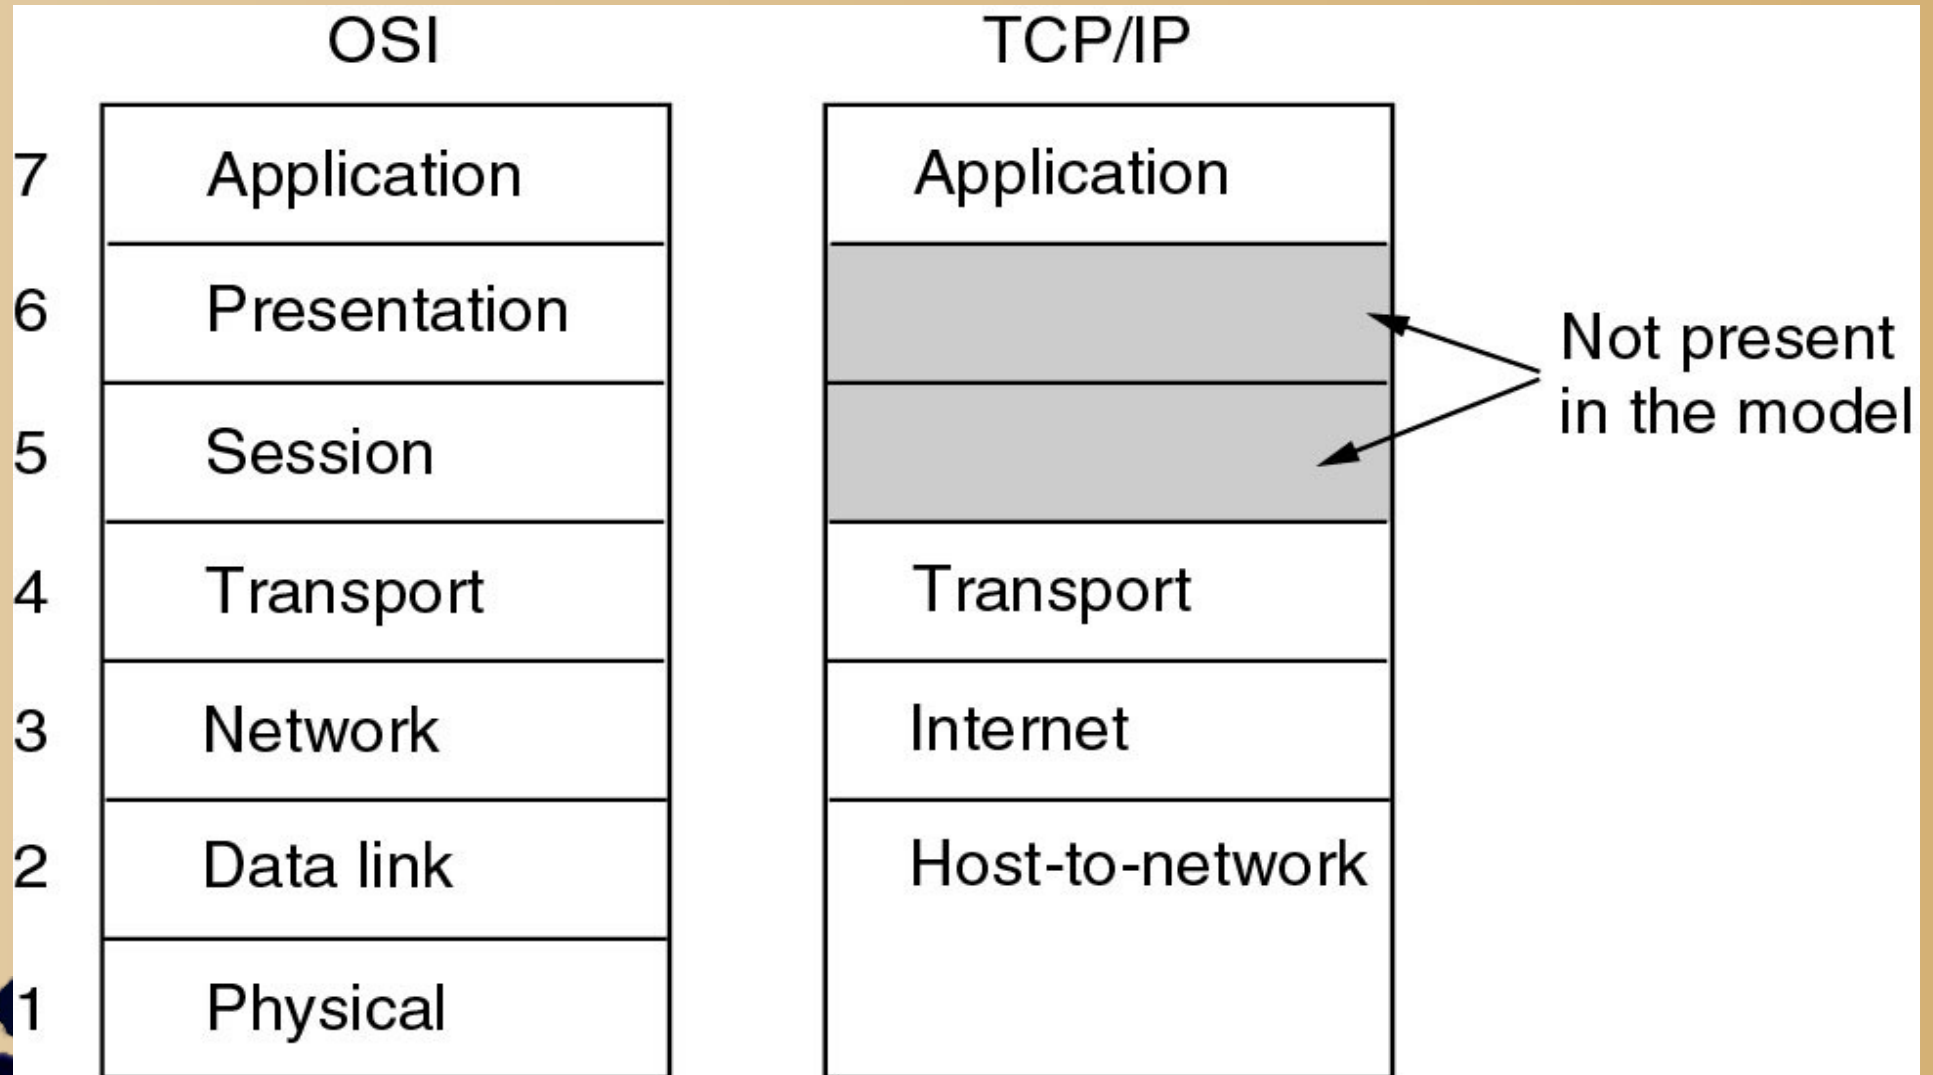 OSI
TCP/IP
7
Application
Application
6
Presentation
Not present
in the model
5
Session
4
Transport
Transport
3
Network
Internet
2
Data link
Host-to-network
1
Physical